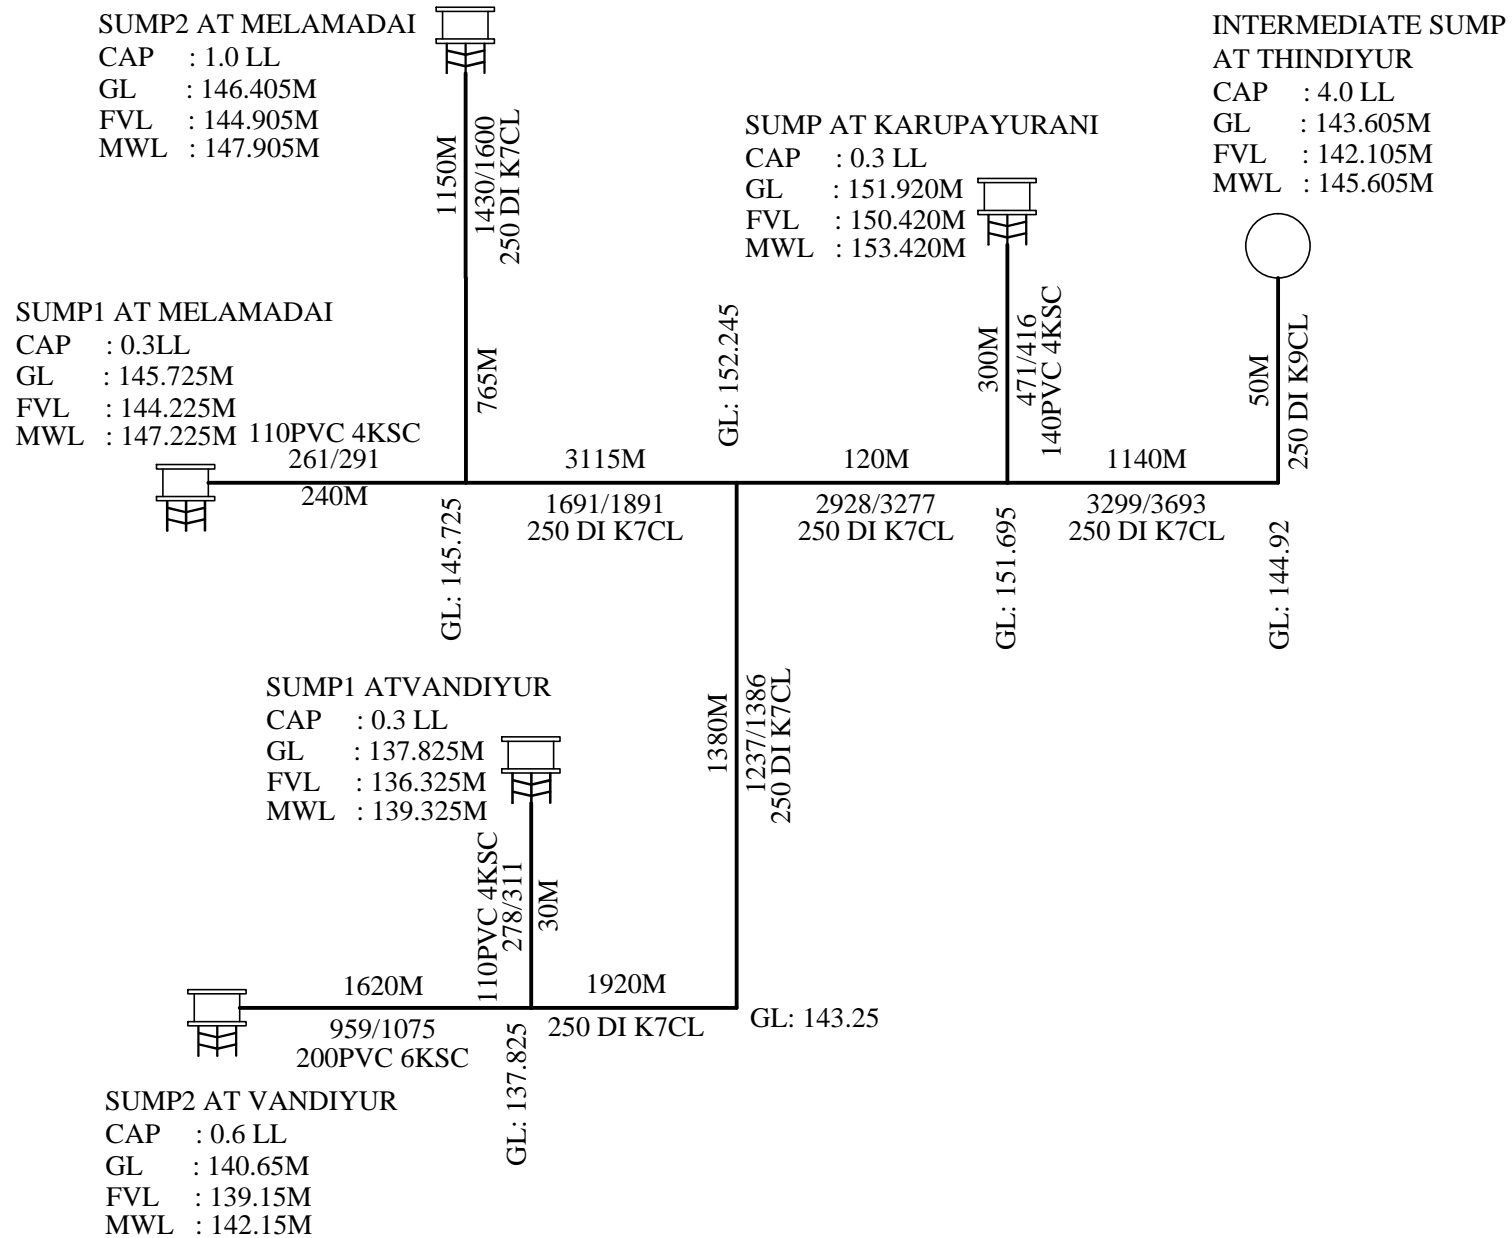 SUMP2 AT MELAMADAI
CAP : 1.0 LL
GL : 146.405M
FVL : 144.905M
MWL : 147.905M
1150M
1430/1600
250 DI K7CL
765M
INTERMEDIATE SUMP
AT THINDIYUR
CAP : 4.0 LL
GL : 143.605M
FVL : 142.105M
MWL : 145.605M
50M
250 DI K9CL
SUMP AT KARUPAYURANI
CAP : 0.3 LL
GL : 151.920M
FVL : 150.420M
MWL : 153.420M
300M
471/416
140PVC 4KSC
SUMP1 AT MELAMADAI
CAP : 0.3LL
GL : 145.725M
FVL : 144.225M
MWL : 147.225M
110PVC 4KSC
261/291
240M
GL: 145.725
3115M
1691/1891
250 DI K7CL
GL: 152.245
120M
2928/3277
250 DI K7CL
GL: 151.695
1140M
3299/3693
250 DI K7CL
GL: 144.92
SUMP1 ATVANDIYUR
CAP : 0.3 LL
GL : 137.825M
FVL : 136.325M
MWL : 139.325M
110PVC 4KSC
278/311
30M
1380M
1237/1386
250 DI K7CL
1620M
959/1075
200PVC 6KSC
1920M
250 DI K7CL
GL: 143.25
GL: 137.825
SUMP2 AT VANDIYUR
CAP : 0.6 LL
GL : 140.65M
FVL : 139.15M
MWL : 142.15M